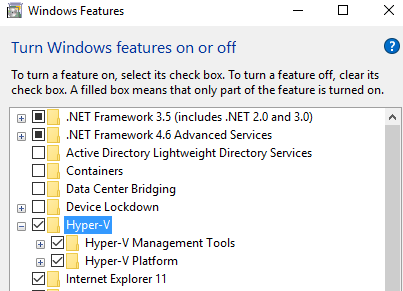 Windows Features
Turn Windows features on or off
To turn a feature on, select its check box. To turn a feature off, clear its
check box. A filled box means that only part of the feature is turned on.
.NET Framework 3.5 (includes .NET 2.0 and 3.0)
.NET Framework 4.6 Advanced Services
Active Directory Lightweight Directory Services
Containers
Data Center Bridging
Device Lockdown
Hyper-V
Hyper-V Management Tools
Hyper-V Platform
Internet Explorer 11